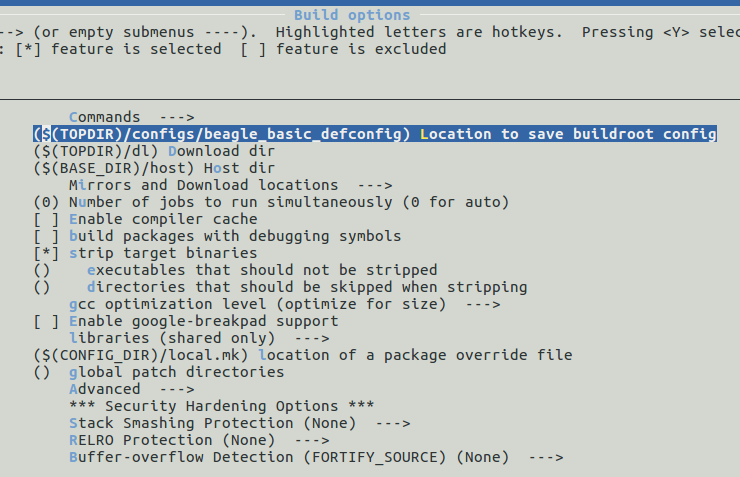 Build options
--> (or empty submenus ----).  Highlighted letters are hotkeys.  Pressing <Y> selec
: [*] feature is selected  [ ] feature is excluded
Commands  --->
($(TOPDIR)/configs/beagle_basic_defconfig) Location to save buildroot config
($(TOPDIR)/dl) Download dir
($(BASE_DIR)/host) Host dir
Mirrors and Download locations  --->
(0) Number of jobs to run simultaneously (0 for auto)
[ ] Enable compiler cache
[ ] build packages with debugging symbols
[*] strip target binaries
()    executables that should not be stripped
()    directories that should be skipped when stripping
gcc optimization level (optimize for size)  --->
[ ] Enable google-breakpad support
libraries (shared only)  --->
($(CONFIG_DIR)/local.mk) location of a package override file
()  global patch directories
Advanced  --->
*** Security Hardening Options ***
Stack Smashing Protection (None)  --->
RELRO Protection (None)  --->
Buffer-overflow Detection (FORTIFY_SOURCE) (None)  --->